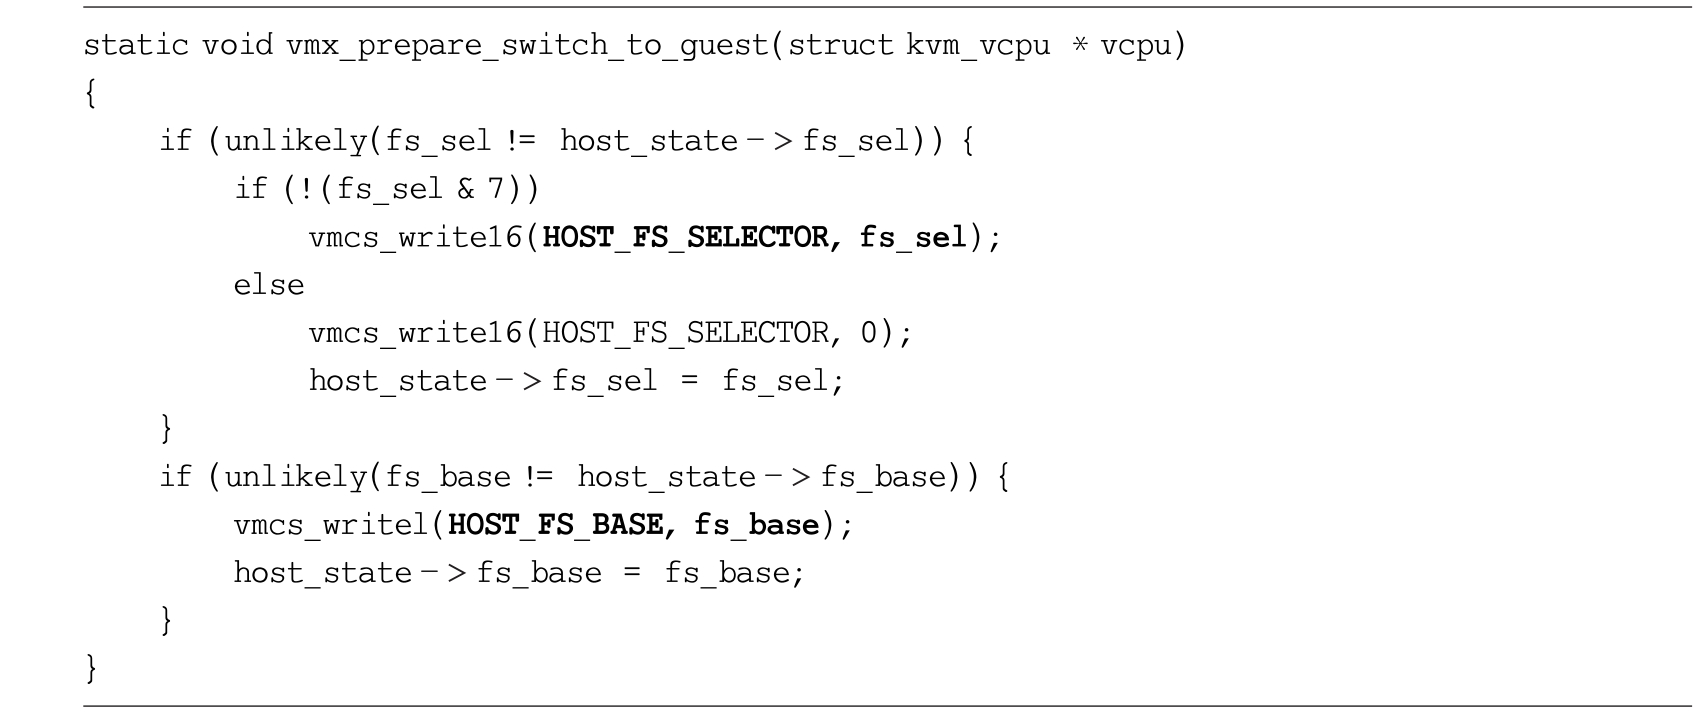 static void vmx_prepare_switch_to_guest(struct kvm_vcpu * vcpu)
{
if (unlikely(fs_sel != host_state->fs_sel)) {
if (!(fs_sel & 7))
vmcs_write16(HOST_FS_SELECTOR, fs_sel);
else
vmcs_write16(HOST_FS_SELECTOR, 0);
host_state->fs_sel = fs_sel;
}
if (unlikely(fs_base != host_state->fs_base)) {
vmcs_writel(HOST_FS_BASE, fs_base);
host_state->fs_base = fs_base;
}
}